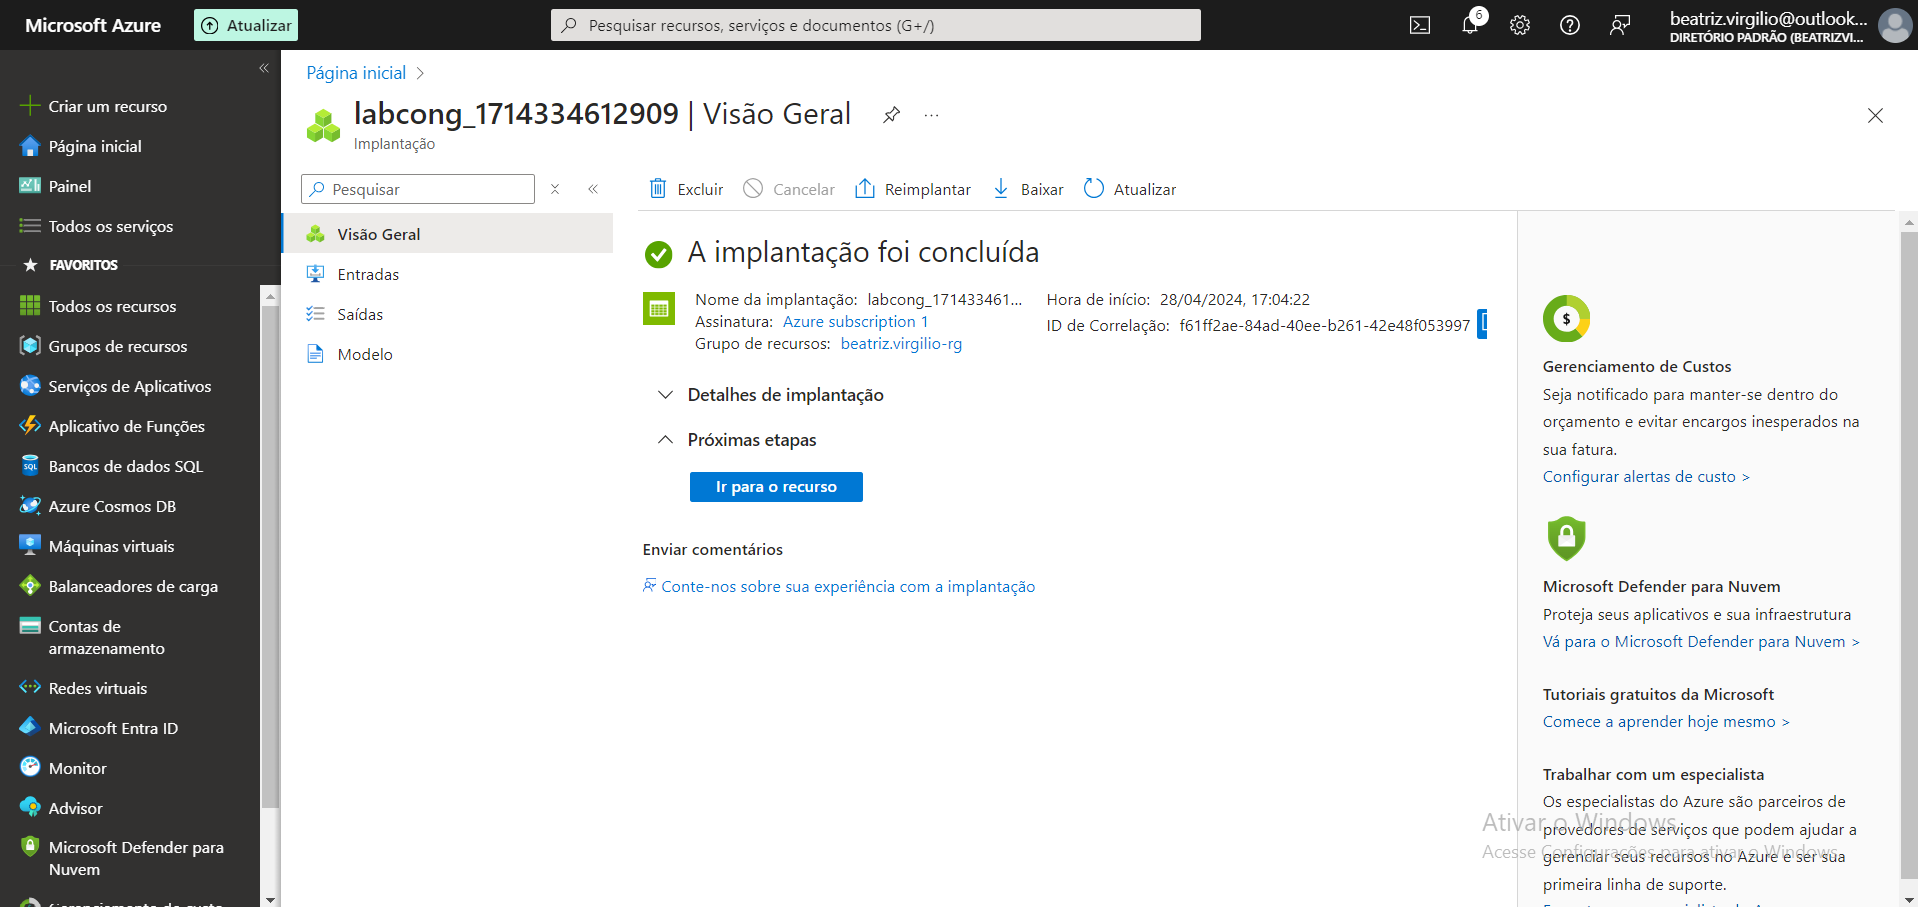 Microsoft Azure
Atualizar
Pesquisar recursos, serviços e documentos (G+/)
6
beatriz.virgilio@outlook...
DIRETÓRIO PADRÃO (BEATRIZVI...
Criar um recurso
Página inicial
Painel
Todos os serviços
FAVORITOS
Todos os recursos
Grupos de recursos
Serviços de Aplicativos
Aplicativo de Funções
Bancos de dados SQL
Azure Cosmos DB
Máquinas virtuais
Balanceadores de carga
Contas de
armazenamento
Redes virtuais
Microsoft Entra ID
Monitor
Advisor
Microsoft Defender para
Nuvem
Página inicial
labcong_1714334612909 | Visão Geral
Implantação
Pesquisar
Visão Geral
Entradas
Saídas
Modelo
Excluir
Cancelar
Reimplantar
Baixar
Atualizar
A implantação foi concluída
Nome da implantação: labcong_171433461...
Assinatura: Azure subscription 1
Grupo de recursos: beatriz.virgilio-rg
Hora de início: 28/04/2024, 17:04:22
ID de Correlação: f61ff2ae-84ad-40ee-b261-42e48f053997
Detalhes de implantação
Próximas etapas
Ir para o recurso
Enviar comentários
Conte-nos sobre sua experiência com a implantação
$
Gerenciamento de Custos
Seja notificado para manter-se dentro do
orçamento e evitar encargos inesperados na
sua fatura.
Configurar alertas de custo >
Microsoft Defender para Nuvem
Proteja seus aplicativos e sua infraestrutura
Vá para o Microsoft Defender para Nuvem >
Tutoriais gratuitos da Microsoft
Comece a aprender hoje mesmo >
Trabalhar com um especialista
Os especialistas do Azure são parceiros de
provedores de serviços que podem ajudar a
gerenciar seus recursos no Azure e ser sua
primeira linha de suporte.
Ativar o Windows
Acesse Configurações para ativar o Windows.